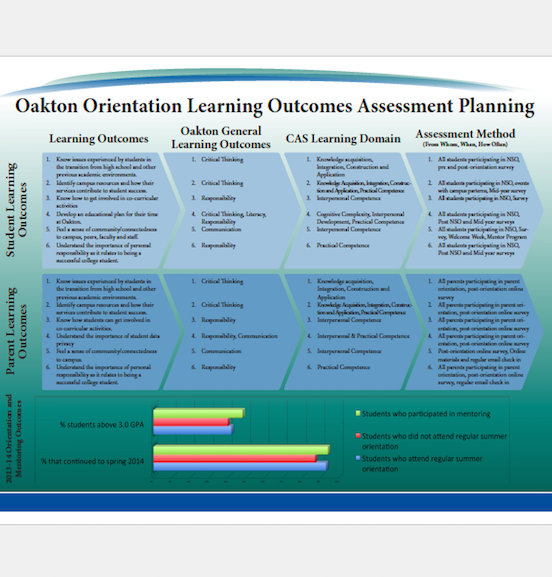 Oakton Orientation Learning Outcomes Assessment Planning
Learning Outcomes
Oakton General
Learning Outcomes
CAS Learning Domain
Assessment Method
(From Whom, When, How Often)
Student Learning
Outcomes
1. Know issues experienced by students in
the transition from high school and other
previous academic environments.
2. Identify campus resources and how their
services contribute to student success.
3. Know how to get involved in co-curricular
activities
4. Develop an educational plan for their time
at Oakton
5. Feel a sense of community/connectedness
to campus, peers, faculty and staff.
6. Understand the importance of personal
responsibility as it relates to being a
successful college student.
1. Critical Thinking
2. Critical Thinking
3. Responsibility
4. Critical Thinking, Literacy,
Responsibility
5. Communication
6. Responsibility
1. Knowledge acquisition,
Integration, Construction and
Application
2. Knowledge Acquisition, Integration, Construc-
tion and Application, Practical Competence
3. Interpersonal Competence
4. Cognitive Complexity, Interpersonal
Development, Practical Competence
5. Interpersonal Competence
6. Practical Competence
1. All students participating in NSO,
pre and post-orientation survey
2. All students participating in NSO, events
with campus partners, Mid-year survey
3. All students participating in NSO, Survey
4. All students participating in NSO,
Post NSO and Mid year surveys
5. All students participating in NSO, Sur-
vey, Welcome Week, Mentor Program
6. All students participating in NSO,
Post NSO and Mid year surveys
Parent Learning
Outcomes
1. Know issues experienced by students in
the transition from high school and other
previous academic environments.
2. Identify campus resources and how their
services contribute to student success.
3. Know how students can get involved in
co-curricular activities.
4. Understand the importance of student data
privacy
5. Feel a sense of community/connectedness
to campus.
6. Understand the importance of personal
responsibility as it relates to being a
successful college student.
1. Critical Thinking
2. Critical Thinking
3. Responsibility
4. Responsibility, Communication
5. Communication
6. Responsibility
1. Knowledge acquisition,
Integration, Construction and
Application
2. Knowledge Acquisition, Integration, Construc-
tion and Application, Practical Competence
3. Interpersonal Competence
4. Interpersonal & Practical Competence
5. Interpersonal Competence
6. Practical Competence
1. All parents participating in parent
orientation, post-orientation online
survey
2. All parents participating in parent ori-
entation, post-orientation online survey
3. All parents participating in parent ori-
entation, post-orientation online survey
4. All parents participating in parent ori-
entation, post-orientation online survey
5. Post-orientation online survey, Online
materials and regular email check in
6. All parents participating in parent ori-
entation, post-orientation online
survey, regular email check in
2013-14 Orientation and
Mentoring Outcomes
% students above 3.0 GPA
% that continued to spring 2014
Students who participated in mentoring
Students who did not attend regular summer
orientation
Students who attend regular summer
orientation